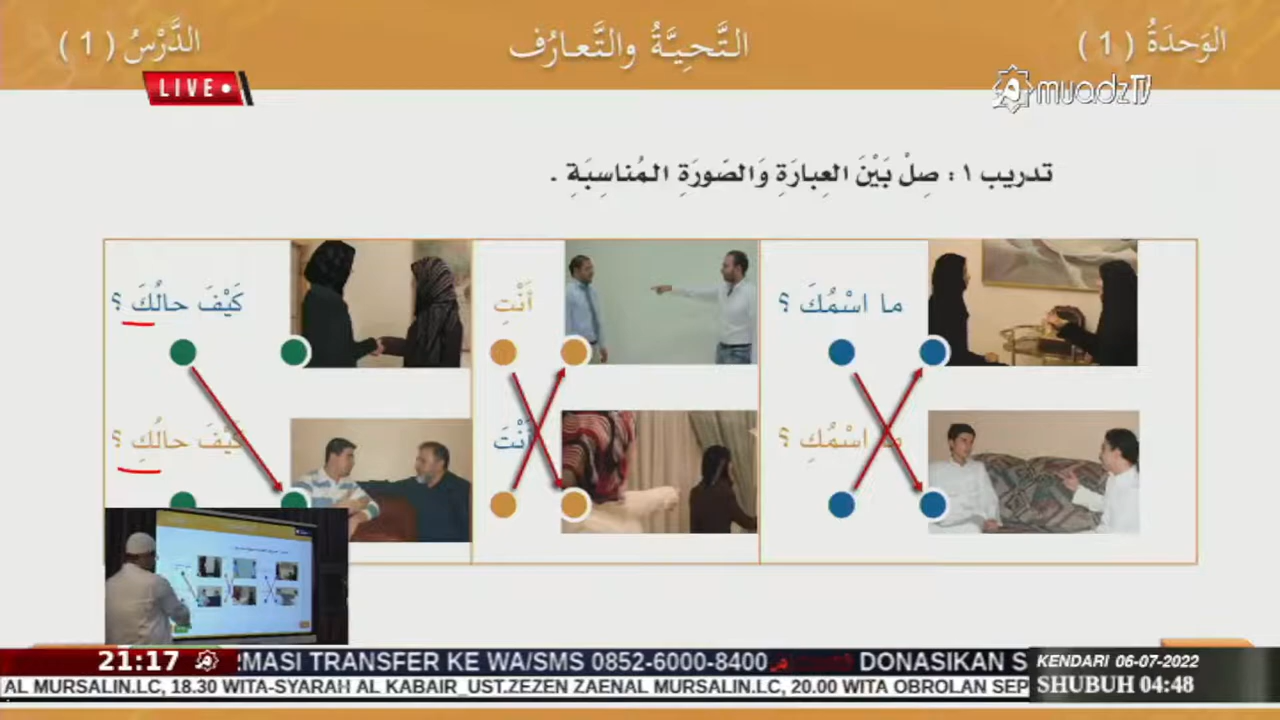 الوَحدَةُ (1)
التَّحِيَّةُ والتَّعارُف
الدَّرْسُ (1)
LIVE
muadzTV
تدريب ١ : صِلْ بَيْنَ العِبارَةِ وَالصّورَةِ المُناسِبَةِ .
ما اسْمُكَ ؟
أَنْتِ
كَيْفَ حالُكَ ؟
ما اسْمُكِ ؟
أَنْتَ
كَيْفَ حالُكِ ؟
21:17
RMASI TRANSFER KE WA/SMS 0852-6000-8400
DONASIKAN S
KENDARI 06-07-2022
AL MURSALIN.LC, 18.30 WITA-SYARAH AL KABAIR_UST.ZEZEN ZAENAL MURSALIN.LC, 20.00 WITA OBROLAN SEP
SHUBUH 04:48